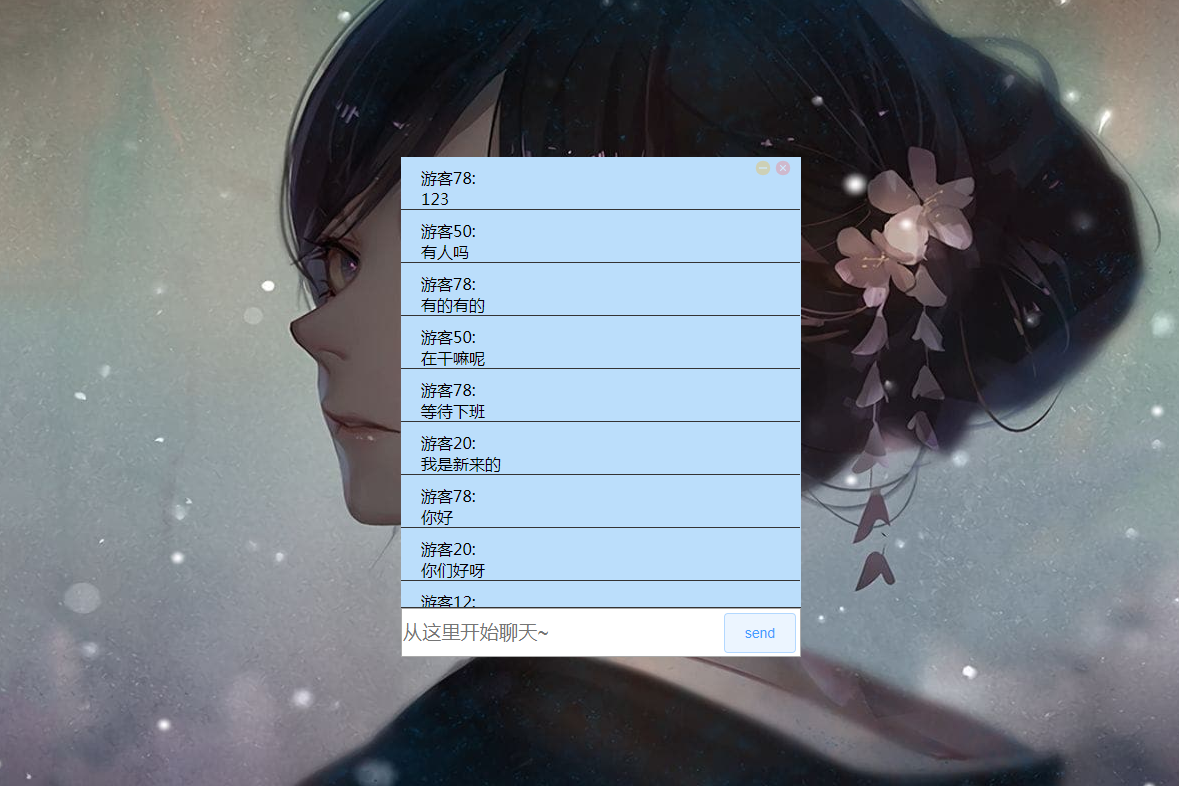 游客78:
123
游客50:
有人吗
游客78:
有的有的
游客50:
在干嘛呢
游客78:
等待下班
游客20:
我是新来的
游客78:
你好
游客20:
你们好呀
游客12:
从这里开始聊天~
send